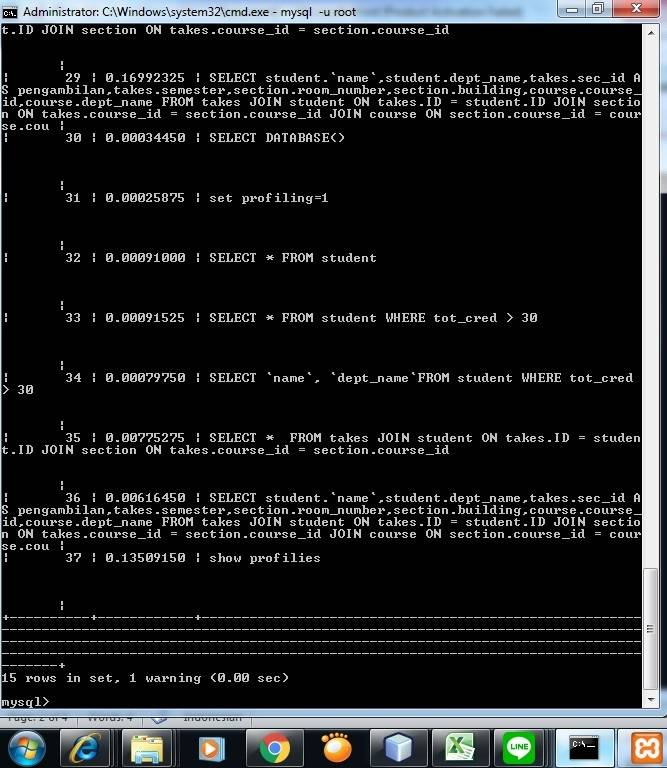 Administrator: C:\Windows\system32\cmd.exe - mysql -u root
t.ID JOIN section ON takes.course_id = section.course_id
|
| 29 | 0.16992325 | SELECT student.`name`,student.dept_name,takes.sec_id A
S pengambilan,takes.semester,section.room_number,section.building,course.course_
id,course.dept_name FROM takes JOIN student ON takes.ID = student.ID JOIN sectio
n ON takes.course_id = section.course_id JOIN course ON section.course_id = cour
se.cou |
| 30 | 0.00034450 | SELECT DATABASE()
|
| 31 | 0.00025875 | set profiling=1
|
| 32 | 0.00091000 | SELECT * FROM student
|
| 33 | 0.00091525 | SELECT * FROM student WHERE tot_cred > 30
|
| 34 | 0.00079750 | SELECT `name`, `dept_name`FROM student WHERE tot_cred
> 30
|
| 35 | 0.00775275 | SELECT *  FROM takes JOIN student ON takes.ID = studen
t.ID JOIN section ON takes.course_id = section.course_id
|
| 36 | 0.00616450 | SELECT student.`name`,student.dept_name,takes.sec_id A
S pengambilan,takes.semester,section.room_number,section.building,course.course_
id,course.dept_name FROM takes JOIN student ON takes.ID = student.ID JOIN sectio
n ON takes.course_id = section.course_id JOIN course ON section.course_id = cour
se.cou |
| 37 | 0.13509150 | show profilies
|
15 rows in set, 1 warning (0.00 sec)
mysql>
Page: 2 of 4 Words: 4 Indonesian
LINE